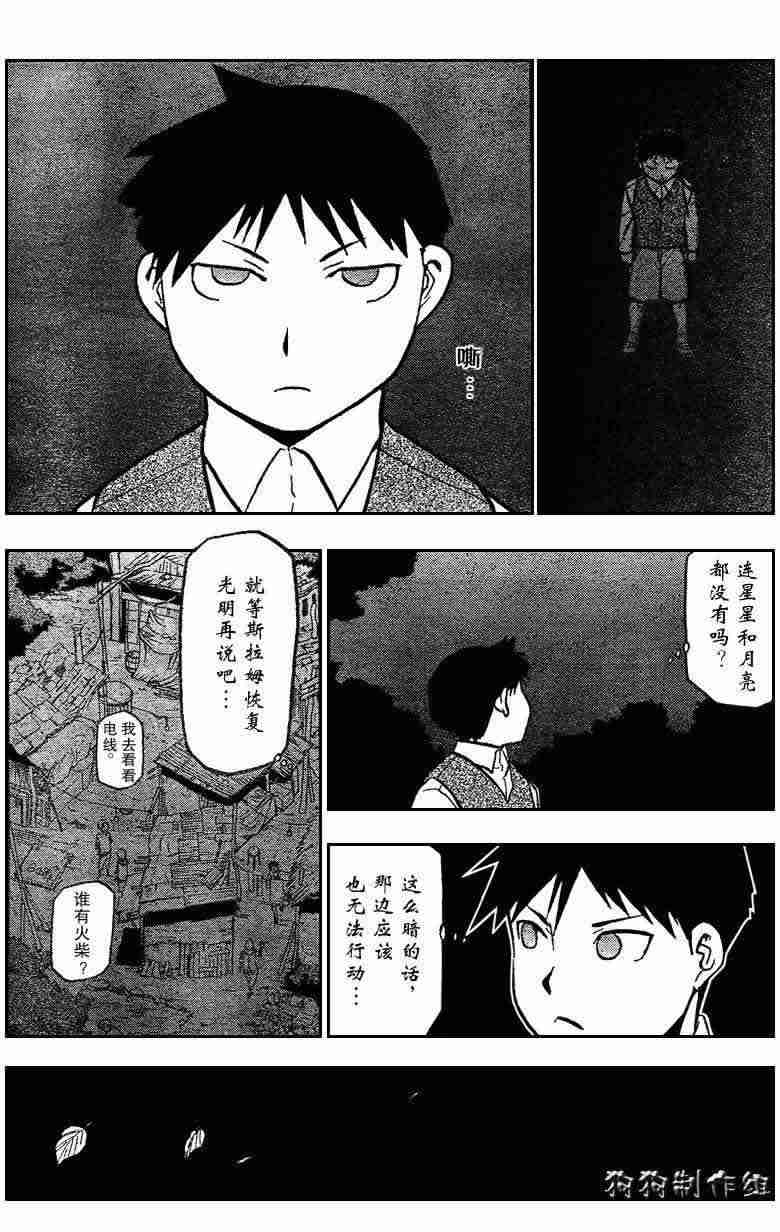 嘶…
连星星和月亮
都没有吗？
这么暗的话，
那边应该
也无法行动…
就等斯拉姆恢复
光明再说吧…
我去看看
电线。
谁有火柴？
狗狗制作组